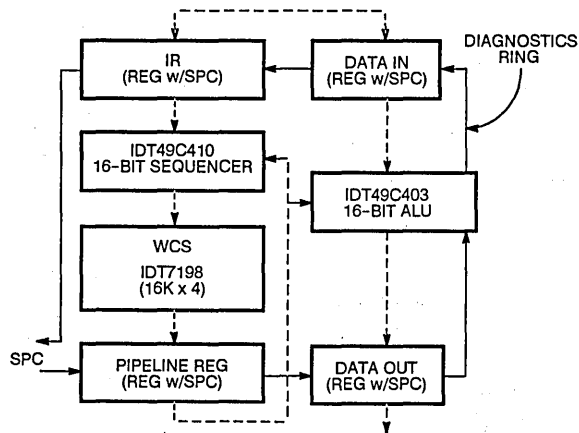 IR
(REG w/SPC)
DATA IN
(REG w/SPC)
DIAGNOSTICS
RING
IDT49C410
16-BIT SEQUENCER
IDT49C403
16-BIT ALU
WCS
IDT7198
(16K x 4)
SPC
PIPELINE REG
(REG w/SPC)
DATA OUT
(REG w/SPC)